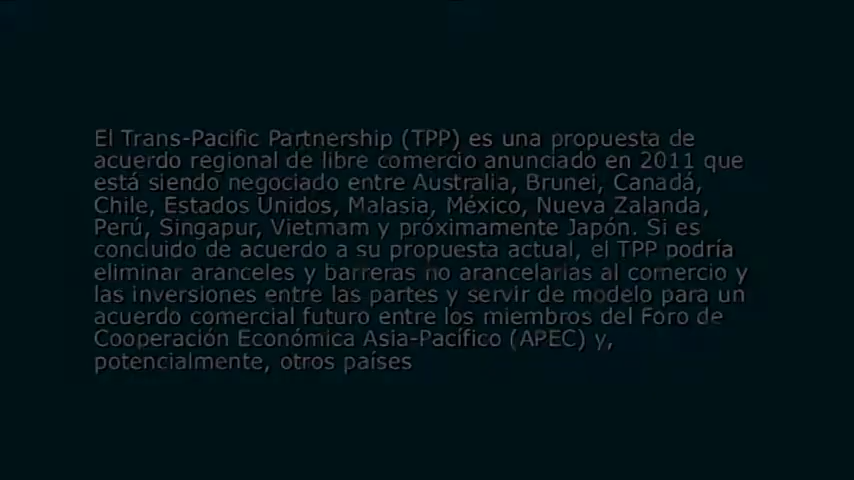 El Trans-Pacific Partnership (TPP) es una propuesta de
acuerdo regional de libre comercio anunciado en 2011 que
está siendo negociado entre Australia, Brunei, Canadá,
Chile, Estados Unidos, Malasia, México, Nueva Zalanda,
Perú, Singapur, Vietmam y próximamente Japón. Si es
concluido de acuerdo a su propuesta actual, el TPP podría
eliminar aranceles y barreras no arancelarias al comercio y
las inversiones entre las partes y servir de modelo para un
acuerdo comercial futuro entre los miembros del Foro de
Cooperación Económica Asia-Pacífico (APEC) y,
potencialmente, otros países